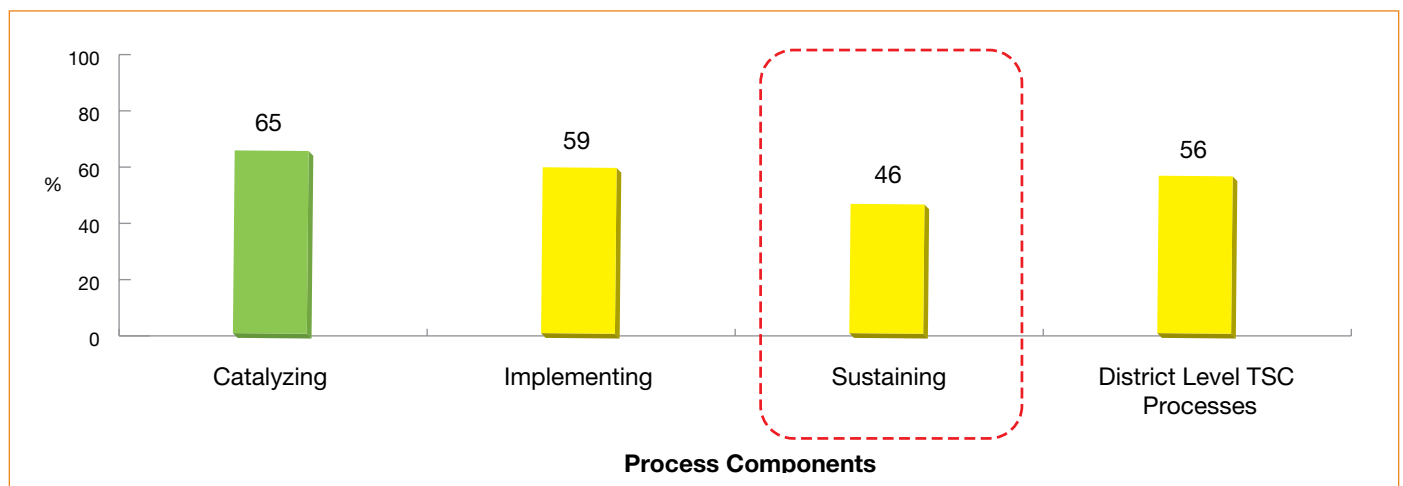 100
80
60
40
20
0
%
65
59
46
56
Catalyzing
Implementing
Sustaining
District Level TSC
Processes
Process Components